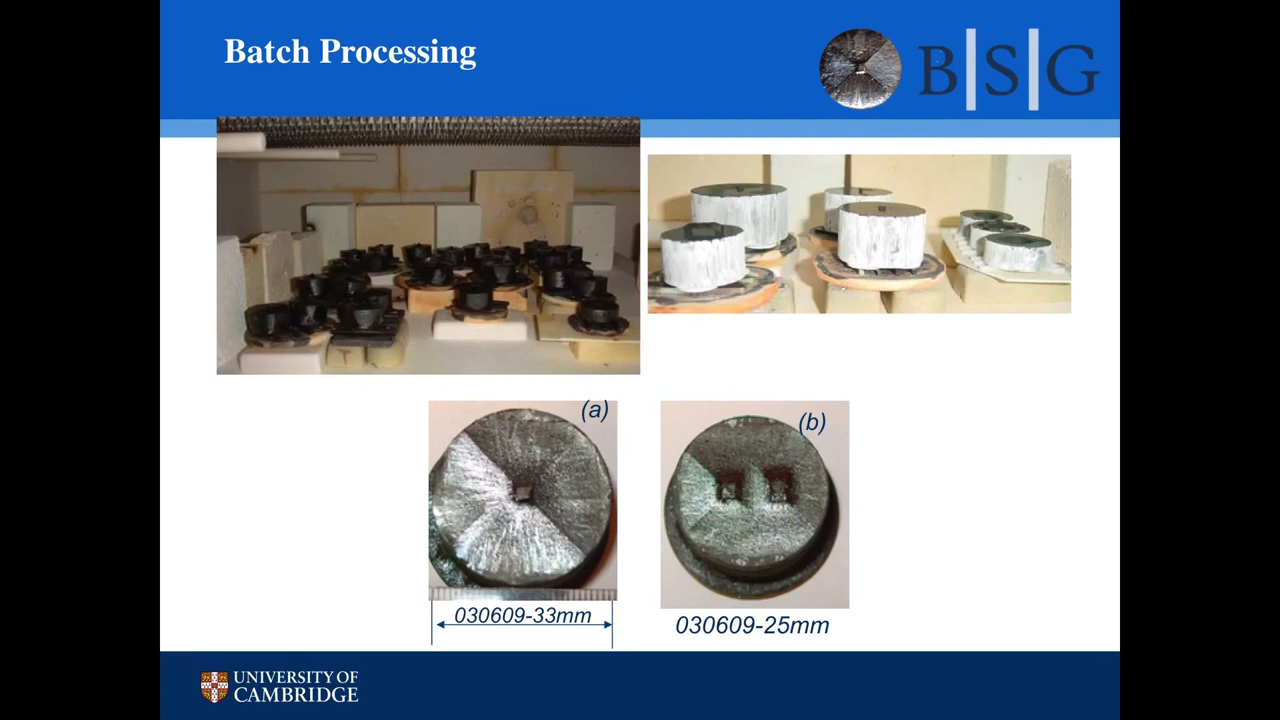 Batch Processing
B|S|G
(a)
(b)
030609-33mm
030609-25mm
UNIVERSITY OF
CAMBRIDGE